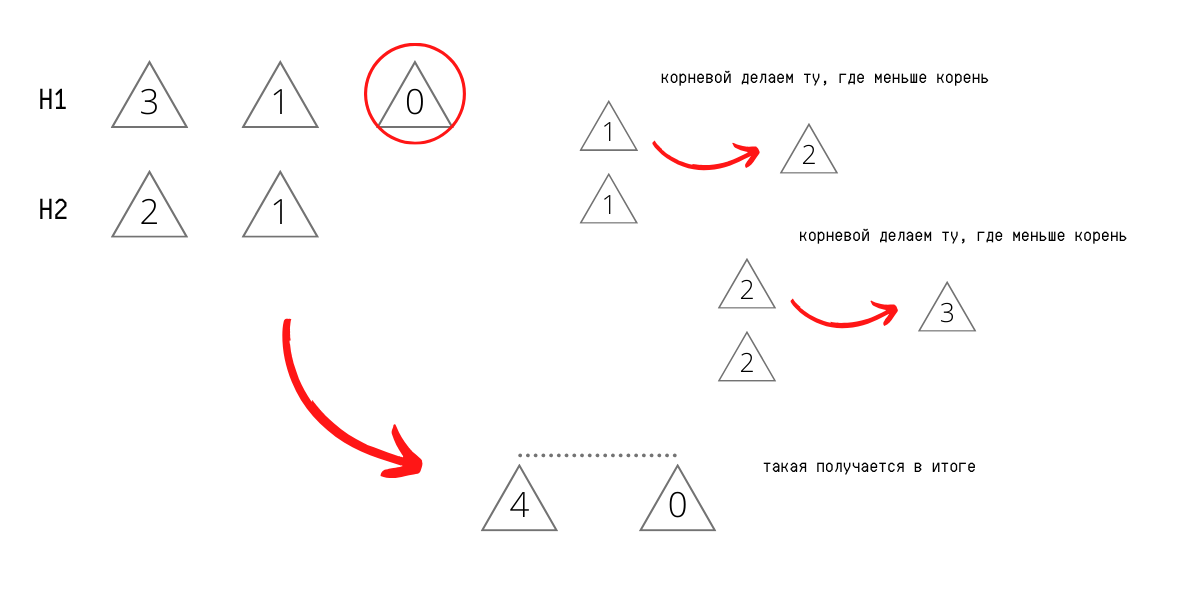 H1 3 1 0
корневой делаем ту, где меньше корень
1
2
1
H2 2 1
корневой делаем ту, где меньше корень
2
3
2
4 0
такая получается в итоге